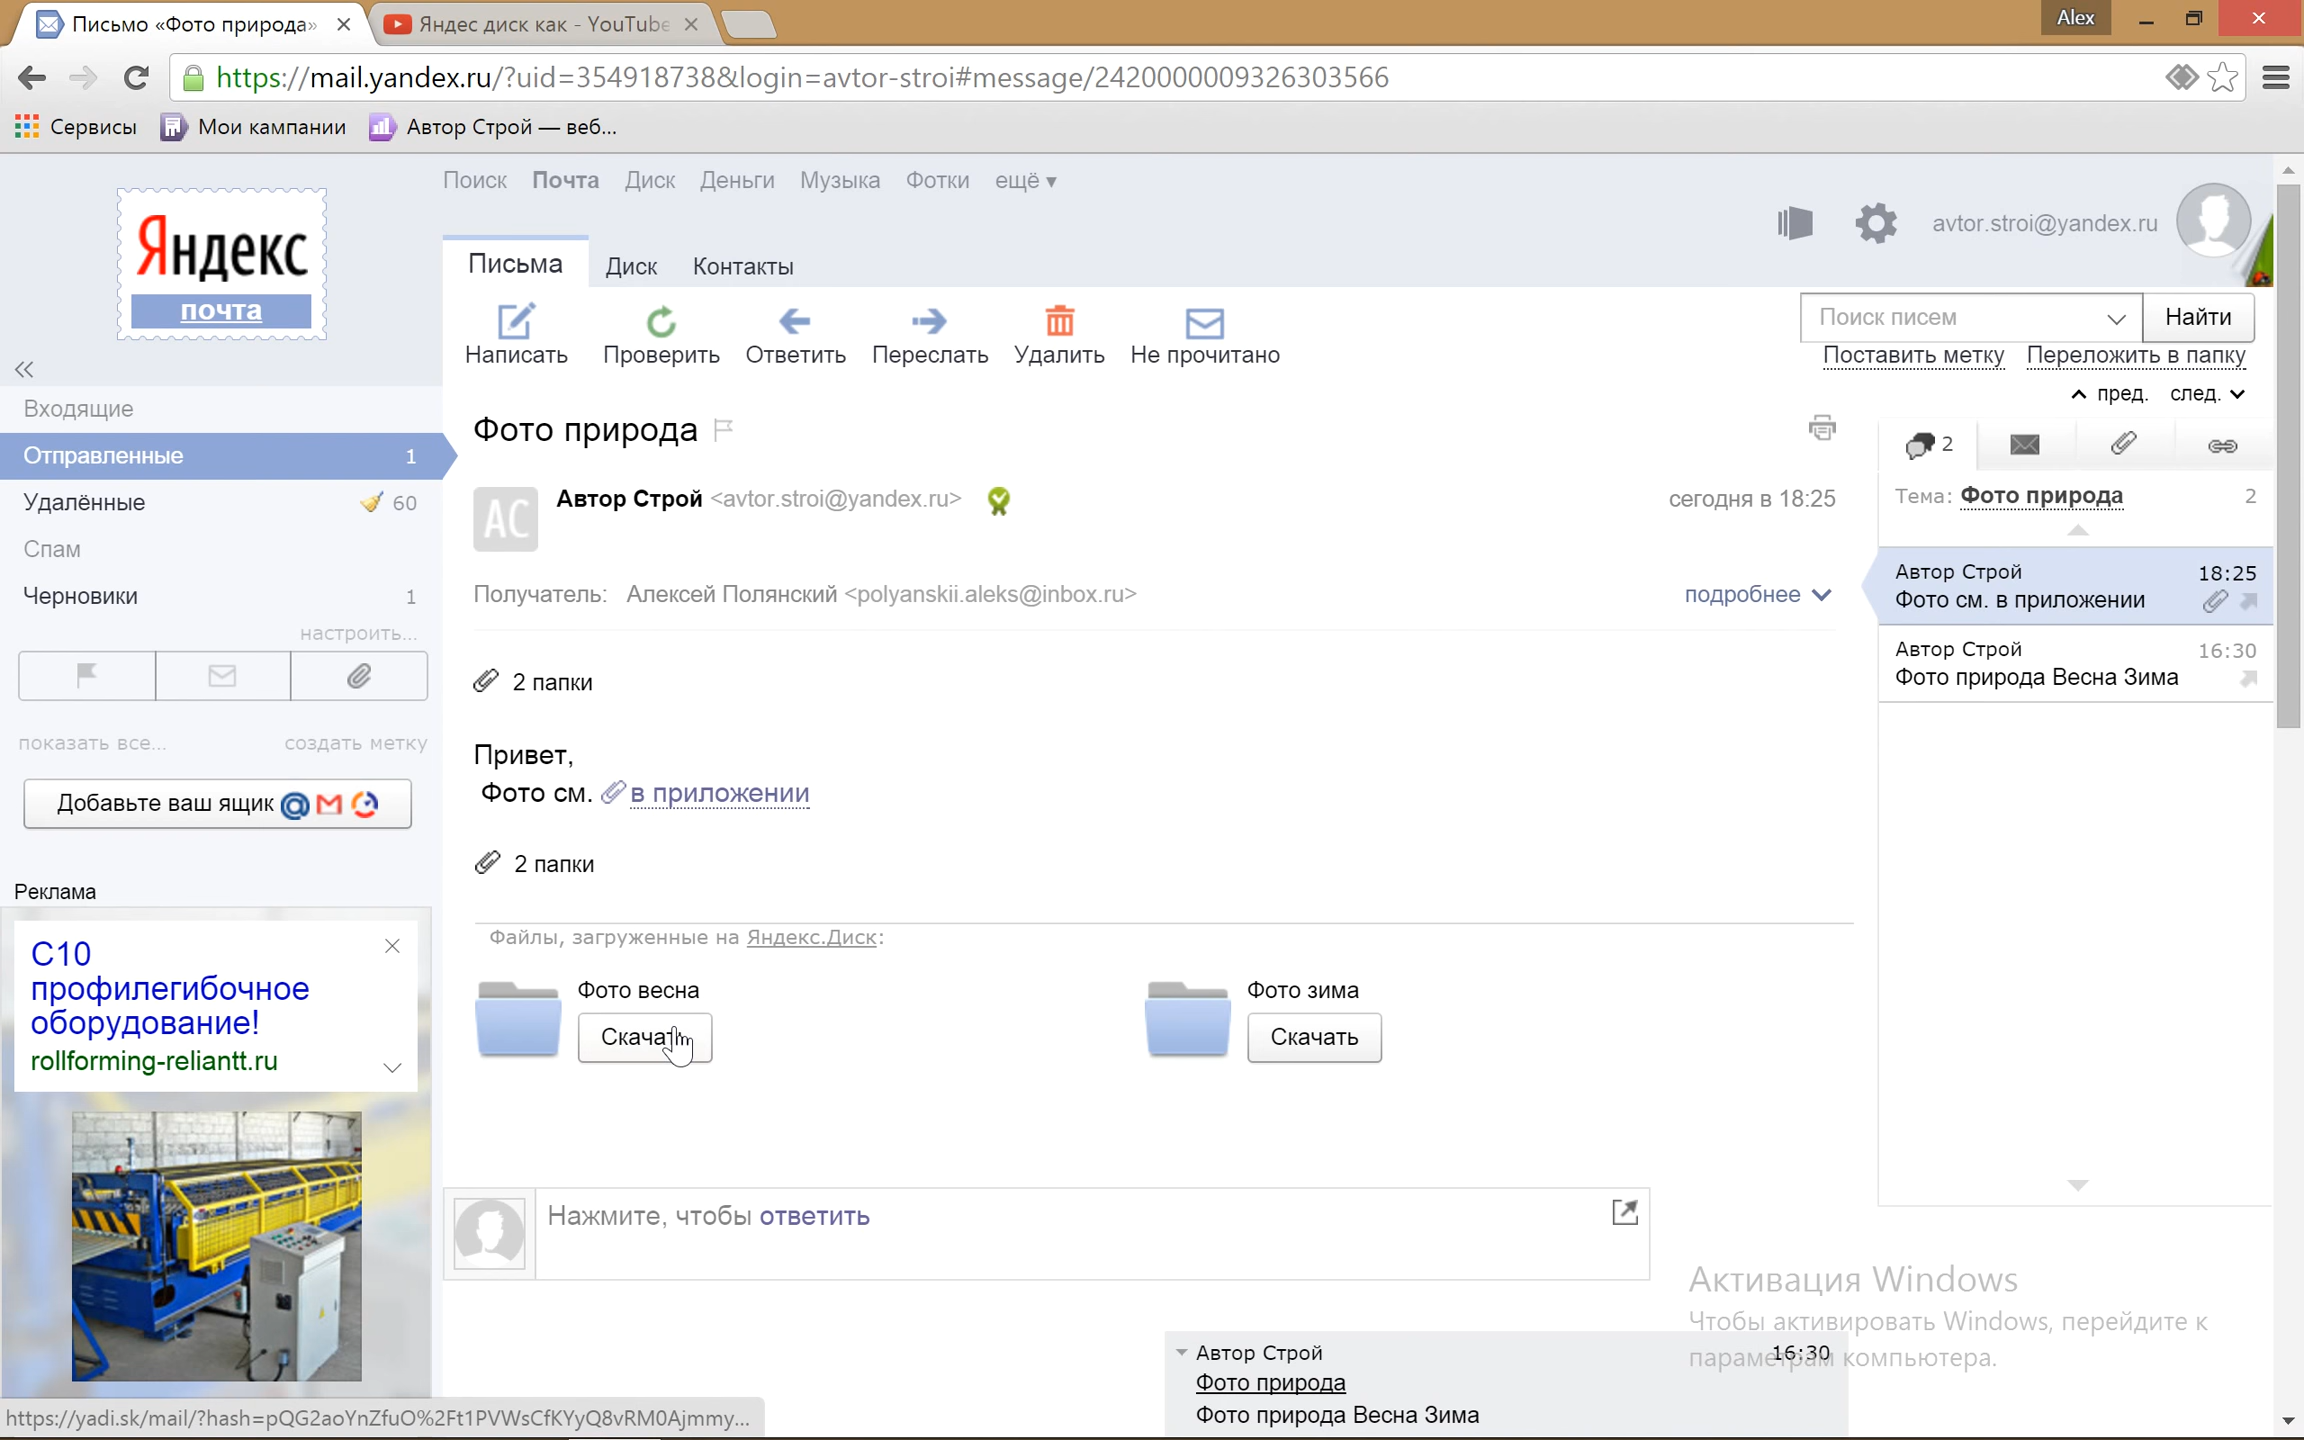 Письмо «Фото природа»
Яндес диск как - YouTube
Alex
https://mail.yandex.ru/?uid=354918738&login=avtor-stroi#message/2420000009326303566
Сервисы
Мои кампании
Автор Строй — веб...
Поиск Почта Диск Деньги Музыка Фотки ещё
Яндекс
почта
avtor.stroi@yandex.ru
Письма Диск Контакты
Написать Проверить Ответить Переслать Удалить Не прочитано
Поиск писем Найти
Поставить метку Переложить в папку
пред. след.
Входящие
Отправленные 1
Удалённые 60
Спам
Черновики 1
настроить...
показать все... создать метку
Добавьте ваш ящик
Реклама
С10
профилегибочное
оборудование!
rollforming-reliantt.ru
Фото природа
АС
Автор Строй <avtor.stroi@yandex.ru>
сегодня в 18:25
Получатель: Алексей Полянский <polyanskii.aleks@inbox.ru>
подробнее
2 папки
Привет,
Фото см. в приложении
2 папки
Файлы, загруженные на Яндекс.Диск:
Фото весна
Скачать
Фото зима
Скачать
Нажмите, чтобы ответить
2
Тема: Фото природа 2
Автор Строй 18:25
Фото см. в приложении
Автор Строй 16:30
Фото природа Весна Зима
Активация Windows
Чтобы активировать Windows, перейдите к
параметрам компьютера.
Автор Строй 16:30
Фото природа
Фото природа Весна Зима
https://yadi.sk/mail/?hash=pQG2aoYnZfuO%2Ft1PVWsCfKYyQ8vRM0Ajmmy...